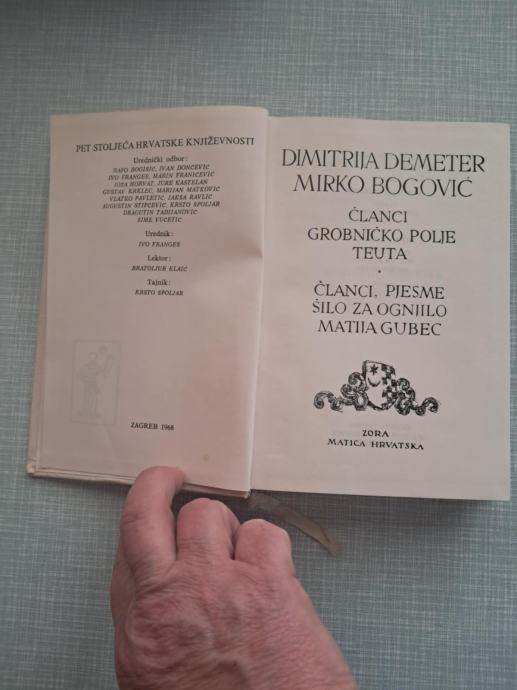 PET STOLJEĆA HRVATSKE KNJIŽEVNOSTI
Urednički odbor:
RAFO BOGIŠIĆ, IVAN DONČEVIĆ,
IVO FRANGEŠ, MARIN FRANIČEVIĆ,
JOŽA HORVAT, JURE KAŠTELAN,
GUSTAV KRKLEC, MARIJAN MATKOVIĆ,
VLATKO PAVLETIĆ, JAKŠA RAVLIĆ,
AUGUSTIN STIPČEVIĆ, KRSTO ŠPOLJAR,
DRAGUTIN TADIJANOVIĆ,
ŠIME VUČETIĆ
Urednik:
IVO FRANGEŠ
Lektor:
BRATOLJUB KLAIĆ
Tajnik:
KRSTO ŠPOLJAR
ZAGREB 1968
DIMITRIJA DEMETER
MIRKO BOGOVIĆ
ČLANCI
GROBNIČKO POLJE
TEUTA
ČLANCI, PJESME
ŠILO ZA OGNJILO
MATIJA GUBEC
ZORA
MATICA HRVATSKA